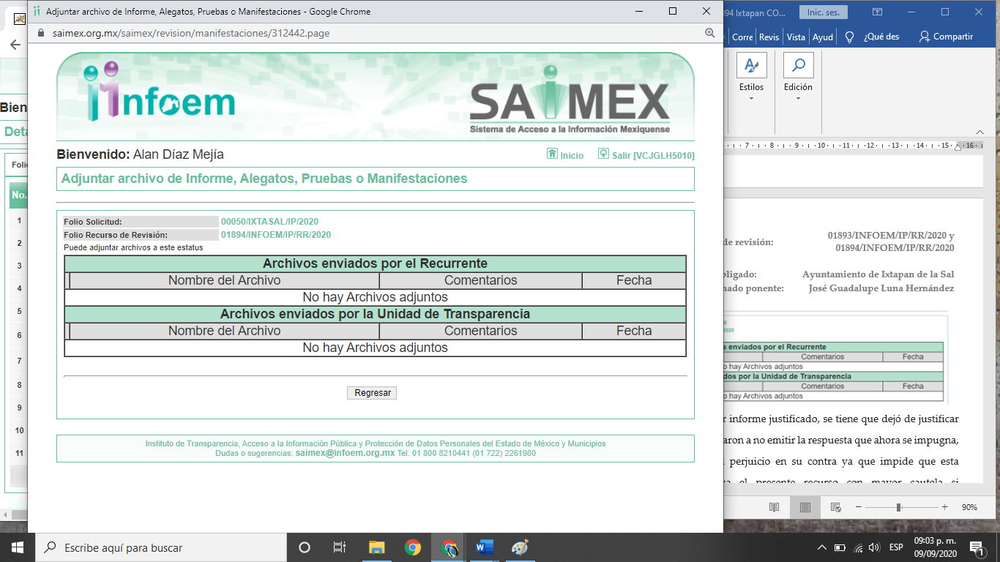 Adjuntar archivo de Informe, Alegatos, Pruebas o Manifestaciones - Google Chrome
saimex.org.mx/saimex/revision/manifestaciones/312442.page
infoem
SAIMEX
Sistema de Acceso a la Información Mexiquense
Bienvenido: Alan Díaz Mejía
Inicio Salir [VCJGLH5010]
Adjuntar archivo de Informe, Alegatos, Pruebas o Manifestaciones
Folio Solicitud: 00050/IXTASAL/IP/2020
Folio Recurso de Revisión: 01894/INFOEM/IP/RR/2020
Puede adjuntar archivos a este estatus
Archivos enviados por el Recurrente
Nombre del Archivo Comentarios Fecha
No hay Archivos adjuntos
Archivos enviados por la Unidad de Transparencia
Nombre del Archivo Comentarios Fecha
No hay Archivos adjuntos
Regresar
Instituto de Transparencia, Acceso a la Información Pública y Protección de Datos Personales del Estado de México y Municipios
Dudas o sugerencias: saimex@infoem.org.mx Tel. 01 800 8210441 (01 722) 2261980
Bien
Deta
Folio
No.
1
2
3
4
5
6
7
8
9
10
11
94 Ixtapan CO... Inic. ses.
Corre Revis Vista Ayud ¿Qué des Compartir
Estilos Edición
7 8 9 10 11 12 13 14 15 16
de revisión: 01893/INFOEM/IP/RR/2020 y
01894/INFOEM/IP/RR/2020
bligado: Ayuntamiento de Ixtapan de la Sal
nado ponente: José Guadalupe Luna Hernández
2020
s enviados por el Recurrente
Comentarios Fecha
o hay Archivos adjuntos
dos por la Unidad de Transparencia
Comentarios Fecha
o hay Archivos adjuntos
r informe justificado, se tiene que dejó de justificar
aron a no emitir la respuesta que ahora se impugna,
perjuicio en su contra ya que impide que esta
el presente recurso con mayor cautela si
90%
Escribe aquí para buscar
ESP
09:03 p. m.
09/09/2020
1